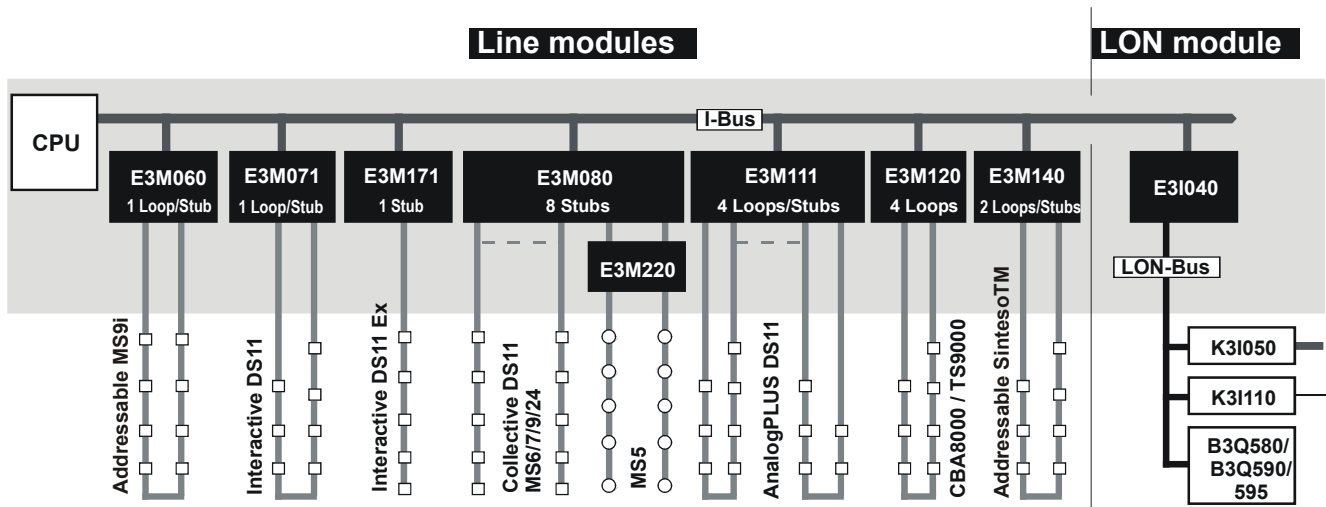 Line modules
LON module
CPU
I-Bus
E3M060
1 Loop/Stub
E3M071
1 Loop/Stub
E3M171
1 Stub
E3M080
8 Stubs
E3M111
4 Loops/Stubs
E3M120
4 Loops
E3M140
2 Loops/Stubs
E3I040
E3M220
LON-Bus
Addressable MS9i
Interactive DS11
Interactive DS11 Ex
Collective DS11
MS6/7/9/24
MS5
AnalogPLUS DS11
CBA8000 / TS9000
Addressable SintesoTM
K3I050
K3I110
B3Q580/
B3Q590/
595